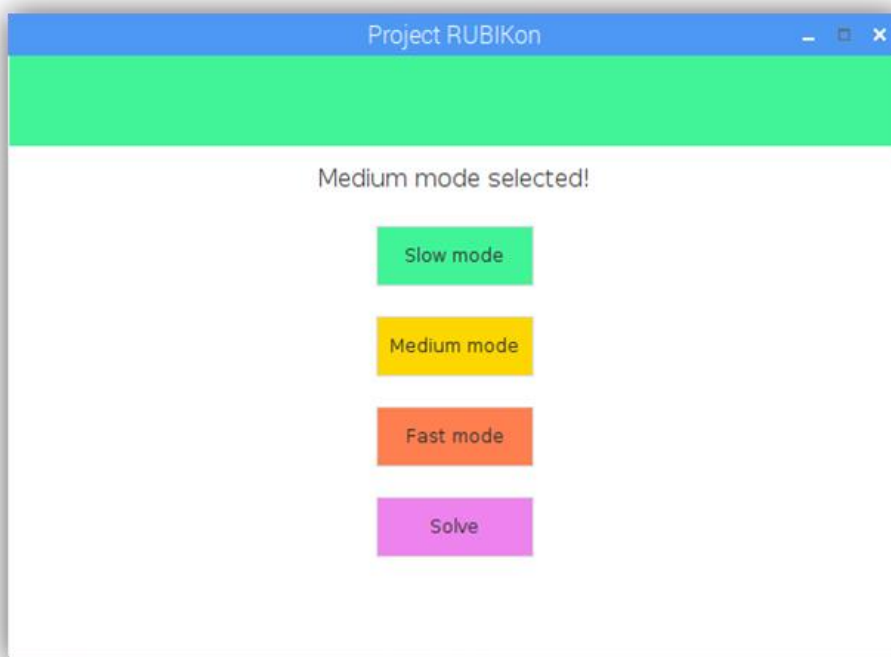 Project RUBIKon
Medium mode selected!
Slow mode
Medium mode
Fast mode
Solve